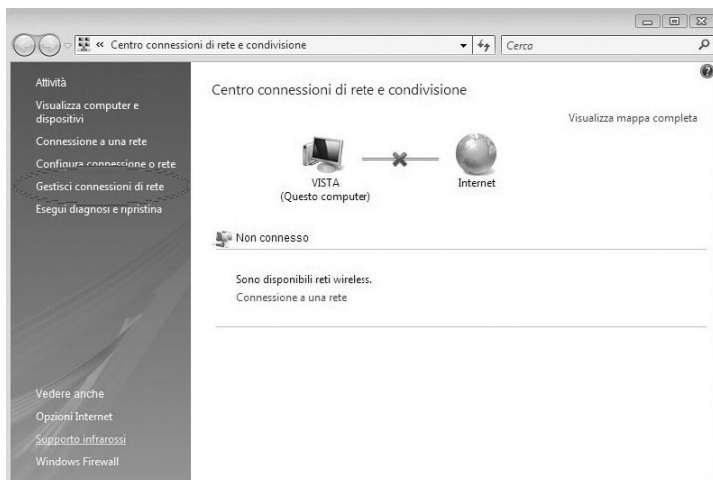 « Centro connessioni di rete e condivisione
Cerca
Attività
Visualizza computer e
dispositivi
Connessione a una rete
Configura connessione o rete
Gestisci connessioni di rete
Esegui diagnosi e ripristina
Centro connessioni di rete e condivisione
Visualizza mappa completa
VISTA
(Questo computer)
Internet
Non connesso
Sono disponibili reti wireless.
Connessione a una rete
Vedere anche
Opzioni Internet
Supporto infrarossi
Windows Firewall